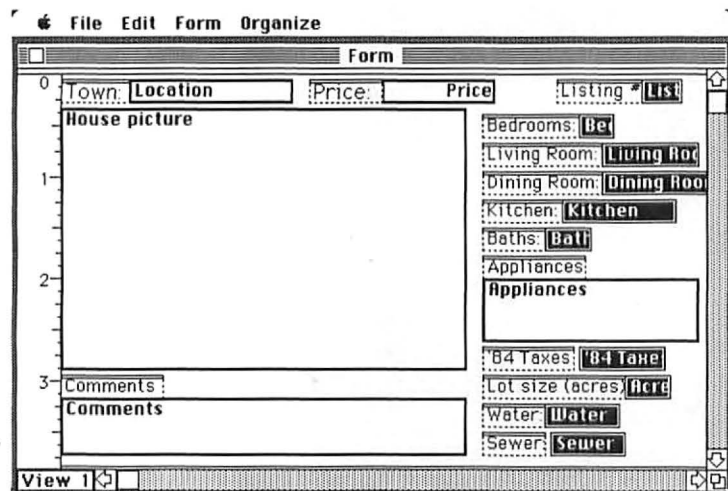 File Edit Form Organize
Form
0 Town: Location Price: Price Listing # List
House picture
Bedrooms: Bed
Living Room: Living Roo
1 Dining Room: Dining Roo
Kitchen: Kitchen
Baths: Bath
Appliances:
2 Appliances
'84 Taxes: '84 Taxe
3 Comments: Lot size (acres) Acre
Comments
Water: Water
Sewer: Sewer
View 1